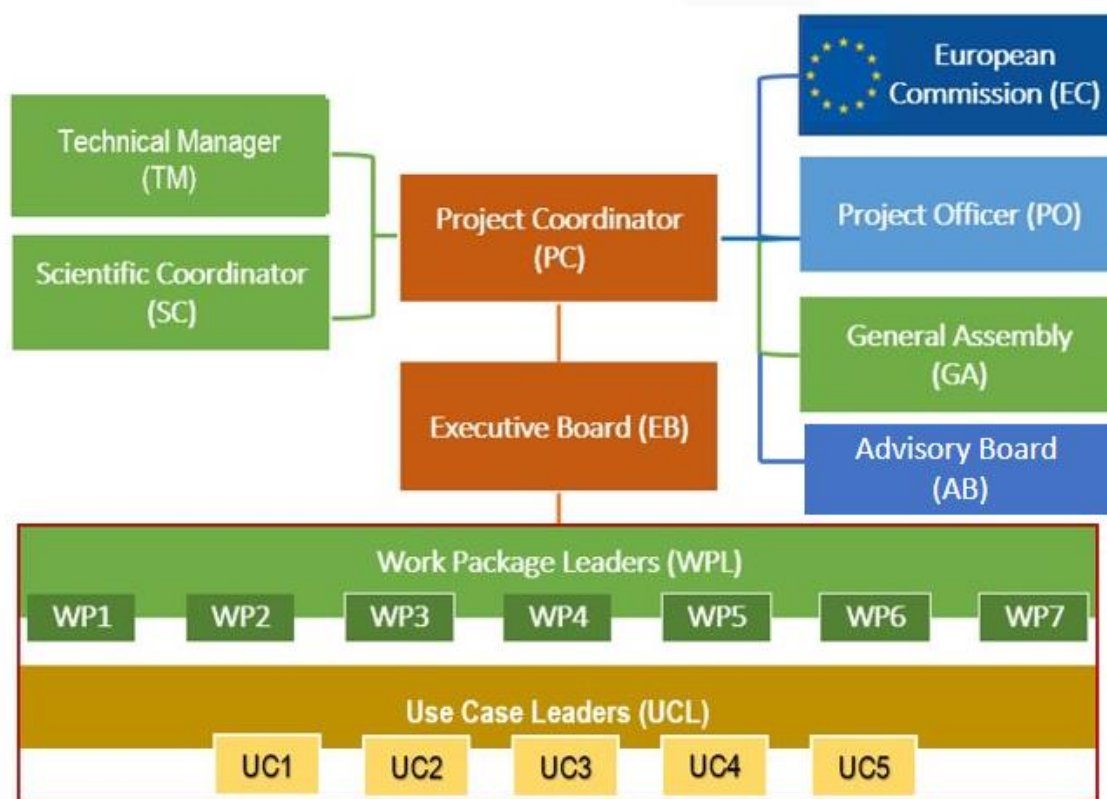 European
Commission (EC)
Technical Manager
(TM)
Project Coordinator
(PC)
Project Officer (PO)
Scientific Coordinator
(SC)
General Assembly
(GA)
Executive Board (EB)
Advisory Board
(AB)
Work Package Leaders (WPL)
WP1 WP2 WP3 WP4 WP5 WP6 WP7
Use Case Leaders (UCL)
UC1 UC2 UC3 UC4 UC5